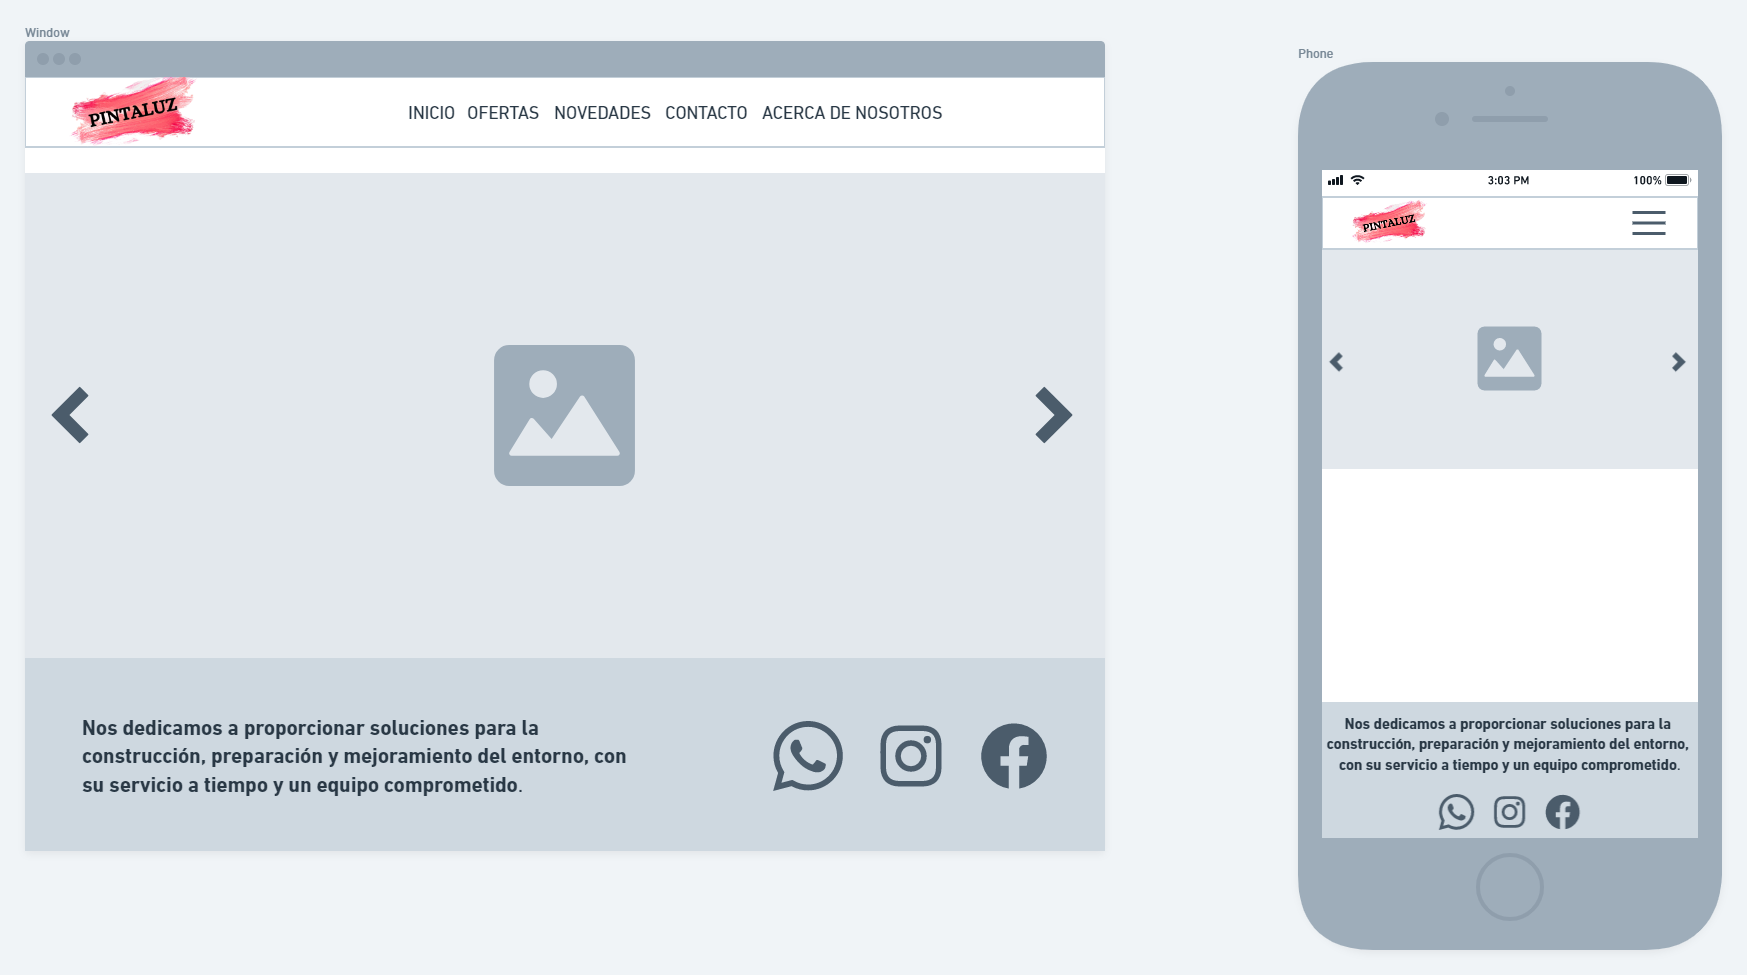 Window
PINTALUZ
INICIO OFERTAS NOVEDADES CONTACTO ACERCA DE NOSOTROS
Nos dedicamos a proporcionar soluciones para la
construcción, preparación y mejoramiento del entorno, con
su servicio a tiempo y un equipo comprometido.
Phone
3:03 PM
100%
PINTALUZ
Nos dedicamos a proporcionar soluciones para la
construcción, preparación y mejoramiento del entorno,
con su servicio a tiempo y un equipo comprometido.